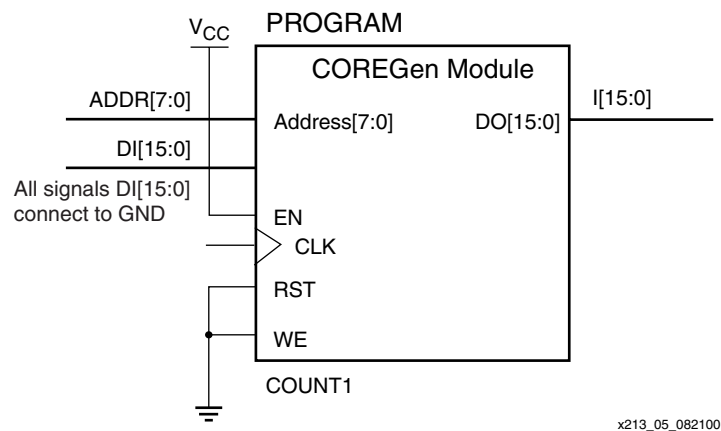 PROGRAM
VCC
COREGen Module
ADDR[7:0]
I[15:0]
Address[7:0]
DO[15:0]
DI[15:0]
All signals DI[15:0]
connect to GND
EN
CLK
RST
WE
COUNT1
x213_05_082100